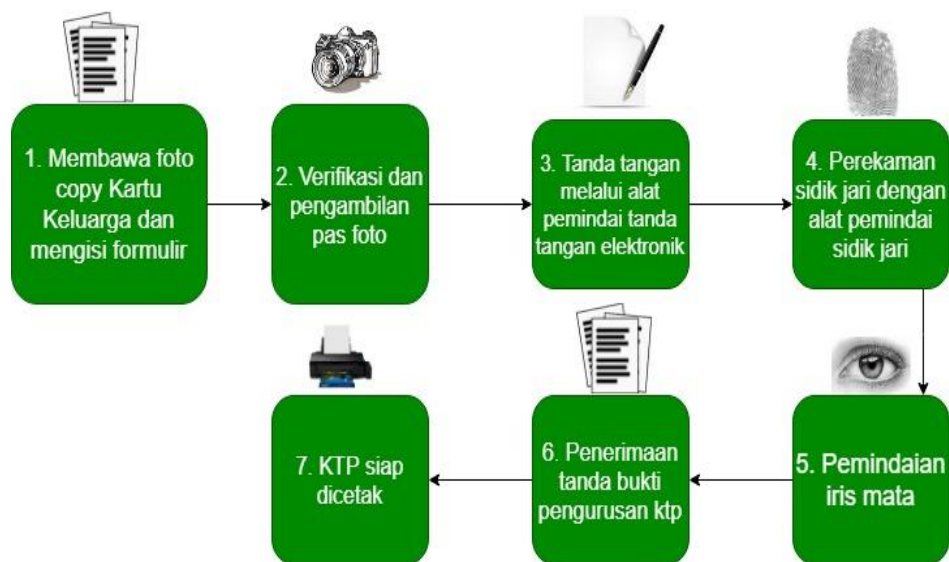 1. Membawa foto
copy Kartu
Keluarga dan
mengisi formulir
2. Verifikasi dan
pengambilan
pas foto
3. Tanda tangan
melalui alat
pemindai tanda
tangan elektronik
4. Perekaman
sidik jari dengan
alat pemindai
sidik jari
5. Pemindaian
iris mata
6. Penerimaan
tanda bukti
pengurusan ktp
7. KTP siap
dicetak